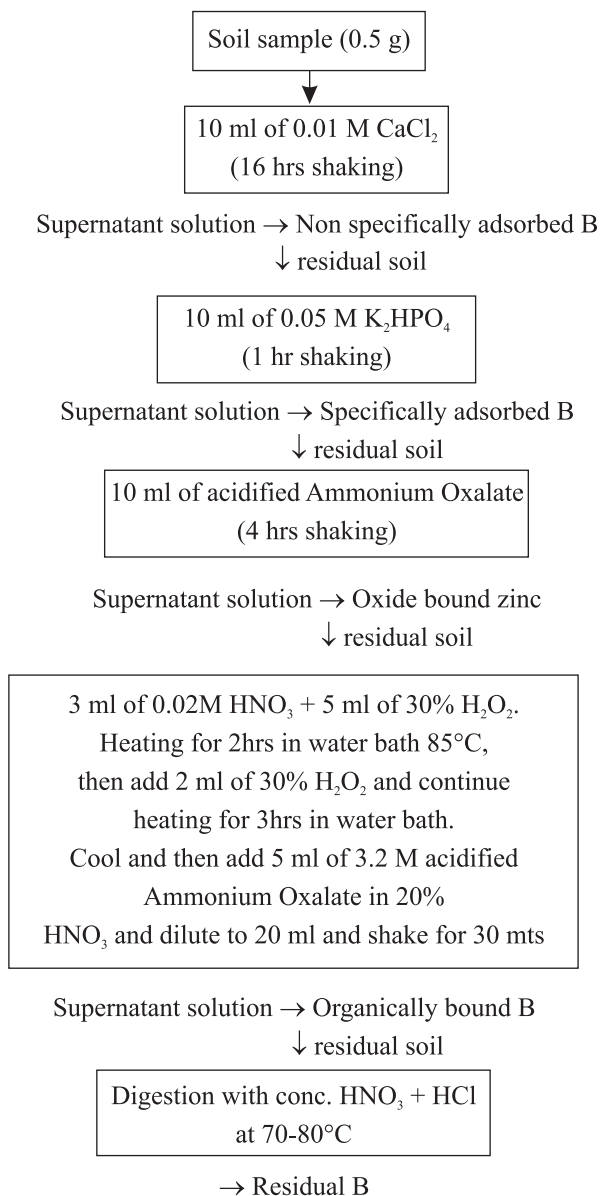 Soil sample (0.5 g)
10 ml of 0.01 M CaCl₂
(16 hrs shaking)
Supernatant solution → Non specifically adsorbed B
↓ residual soil
10 ml of 0.05 M K₂HPO₄
(1 hr shaking)
Supernatant solution → Specifically adsorbed B
↓ residual soil
10 ml of acidified Ammonium Oxalate
(4 hrs shaking)
Supernatant solution → Oxide bound zinc
↓ residual soil
3 ml of 0.02M HNO₃ + 5 ml of 30% H₂O₂.
Heating for 2hrs in water bath 85°C,
then add 2 ml of 30% H₂O₂ and continue
heating for 3hrs in water bath.
Cool and then add 5 ml of 3.2 M acidified
Ammonium Oxalate in 20%
HNO₃ and dilute to 20 ml and shake for 30 mts
Supernatant solution → Organically bound B
↓ residual soil
Digestion with conc. HNO₃ + HCl
at 70-80°C
→ Residual B